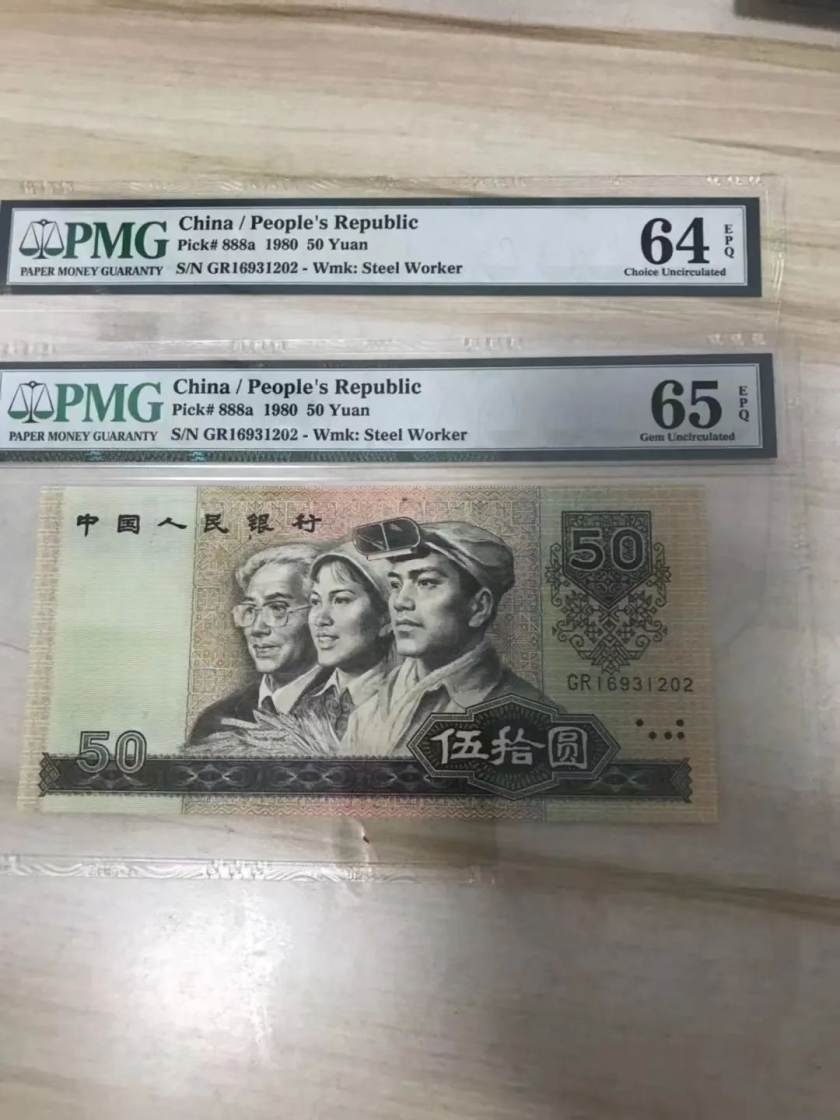 PMG
PAPER MONEY GUARANTY
China / People's Republic
Pick# 888a 1980 50 Yuan
S/N GR16931202 - Wmk: Steel Worker
64
EPQ
Choice Uncirculated
PMG
PAPER MONEY GUARANTY
China / People's Republic
Pick# 888a 1980 50 Yuan
S/N GR16931202 - Wmk: Steel Worker
65
EPQ
Gem Uncirculated
中国人民银行
50
GR16931202
50
伍拾圆